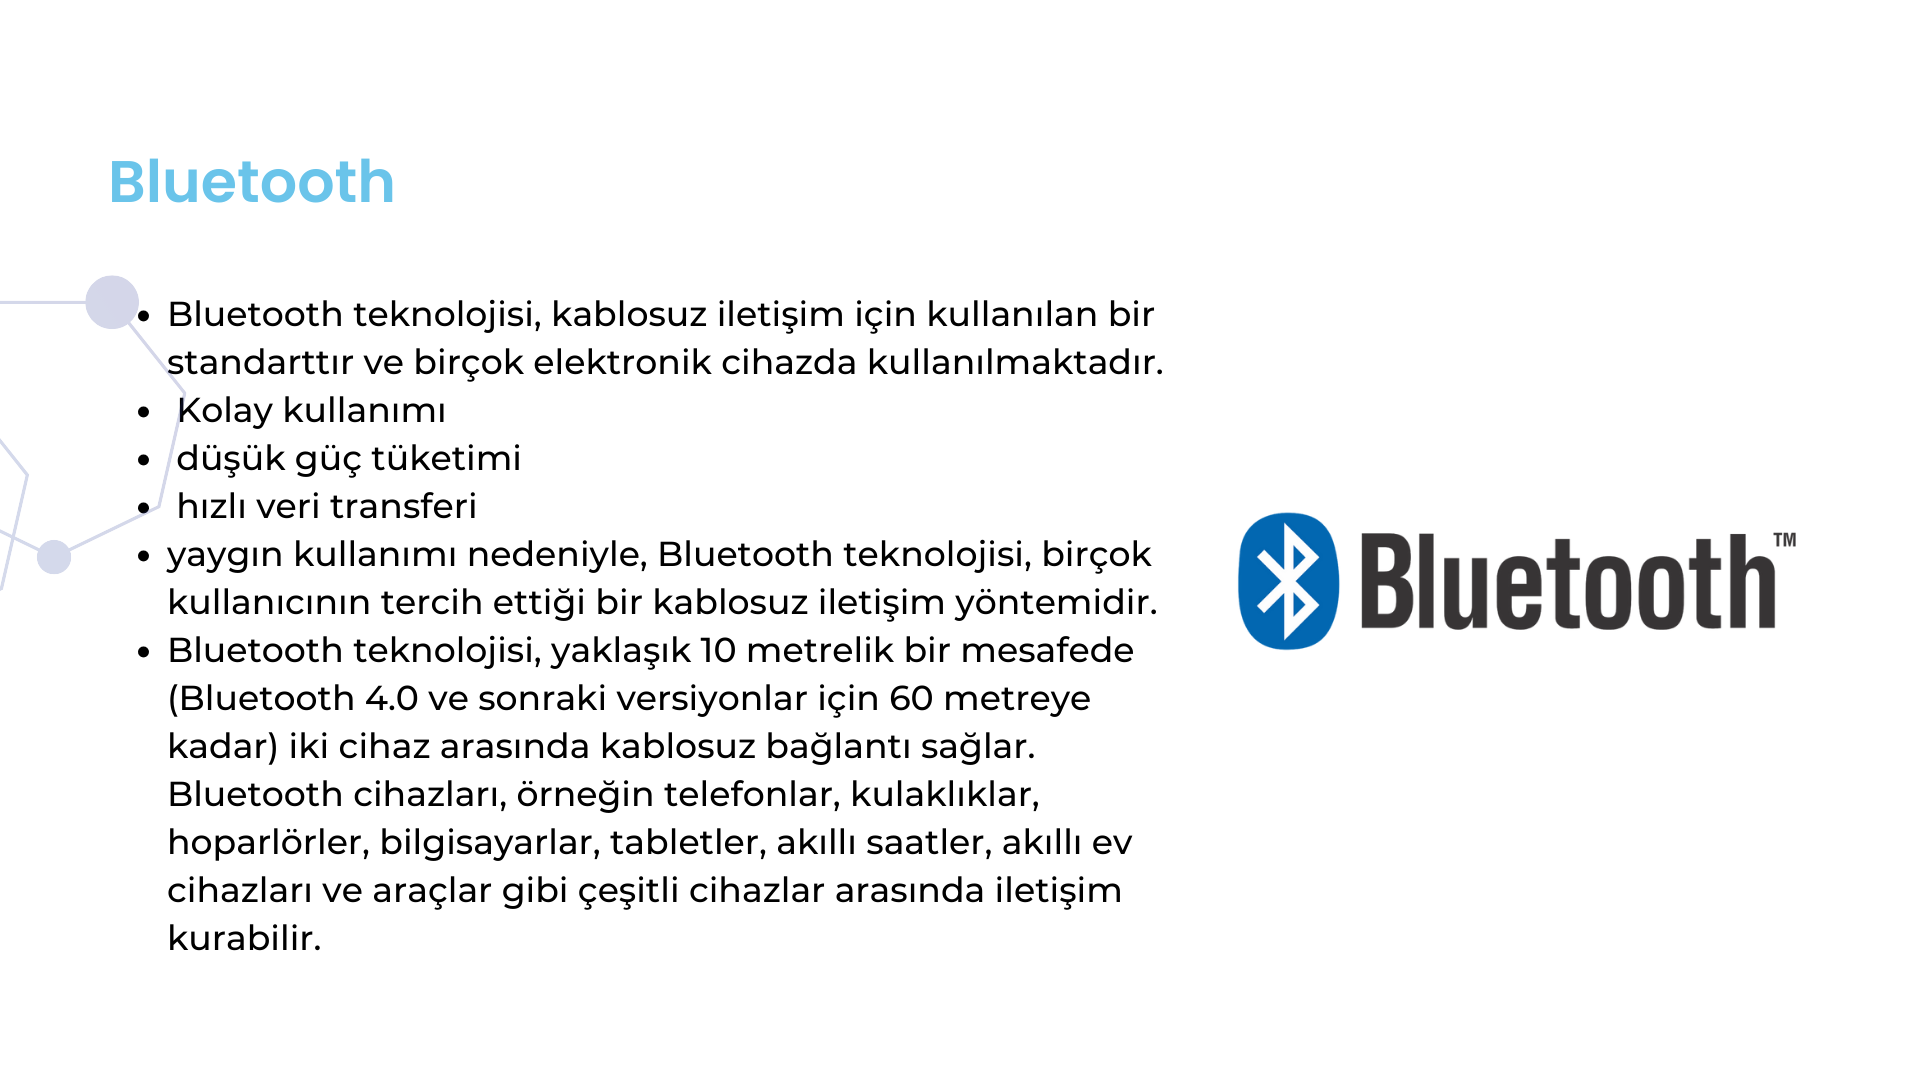 Bluetooth
• Bluetooth teknolojisi, kablosuz iletişim için kullanılan bir
standarttır ve birçok elektronik cihazda kullanılmaktadır.
• Kolay kullanımı
• düşük güç tüketimi
• hızlı veri transferi
• yaygın kullanımı nedeniyle, Bluetooth teknolojisi, birçok
kullanıcının tercih ettiği bir kablosuz iletişim yöntemidir.
• Bluetooth teknolojisi, yaklaşık 10 metrelik bir mesafede
(Bluetooth 4.0 ve sonraki versiyonlar için 60 metreye
kadar) iki cihaz arasında kablosuz bağlantı sağlar.
Bluetooth cihazları, örneğin telefonlar, kulaklıklar,
hoparlörler, bilgisayarlar, tabletler, akıllı saatler, akıllı ev
cihazları ve araçlar gibi çeşitli cihazlar arasında iletişim
kurabilir.
Bluetooth™